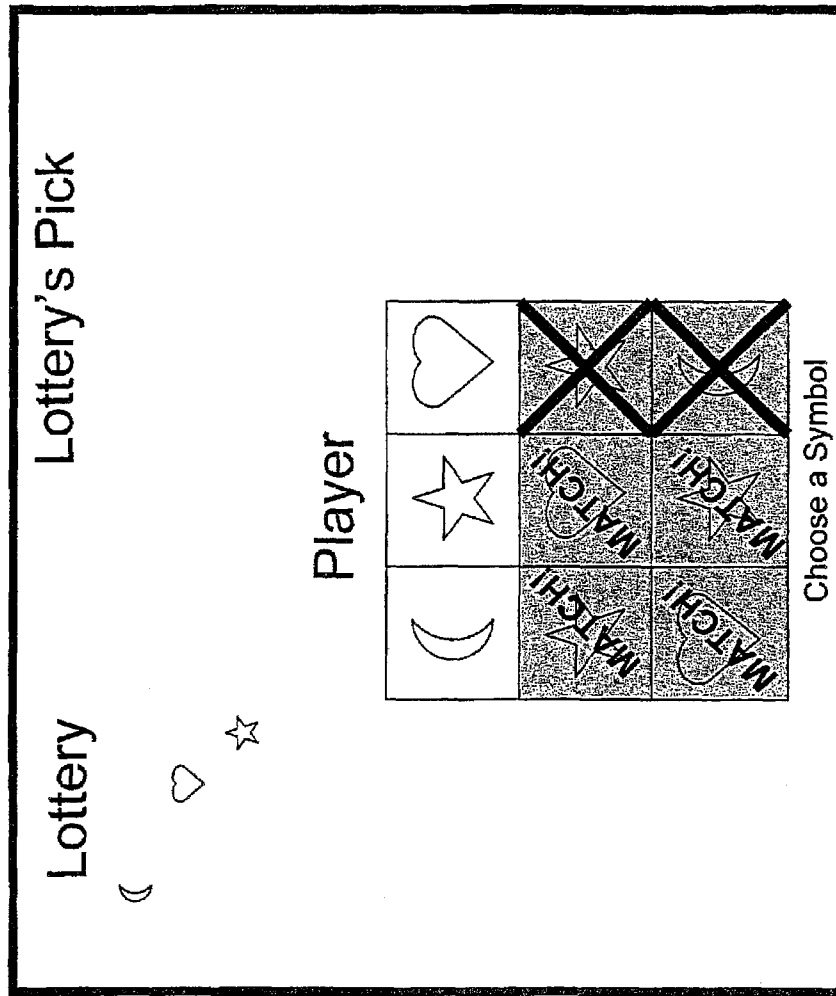 Lottery
Lottery's Pick
Player
MATCH!
MATCH!
MATCH!
MATCH!
Choose a Symbol